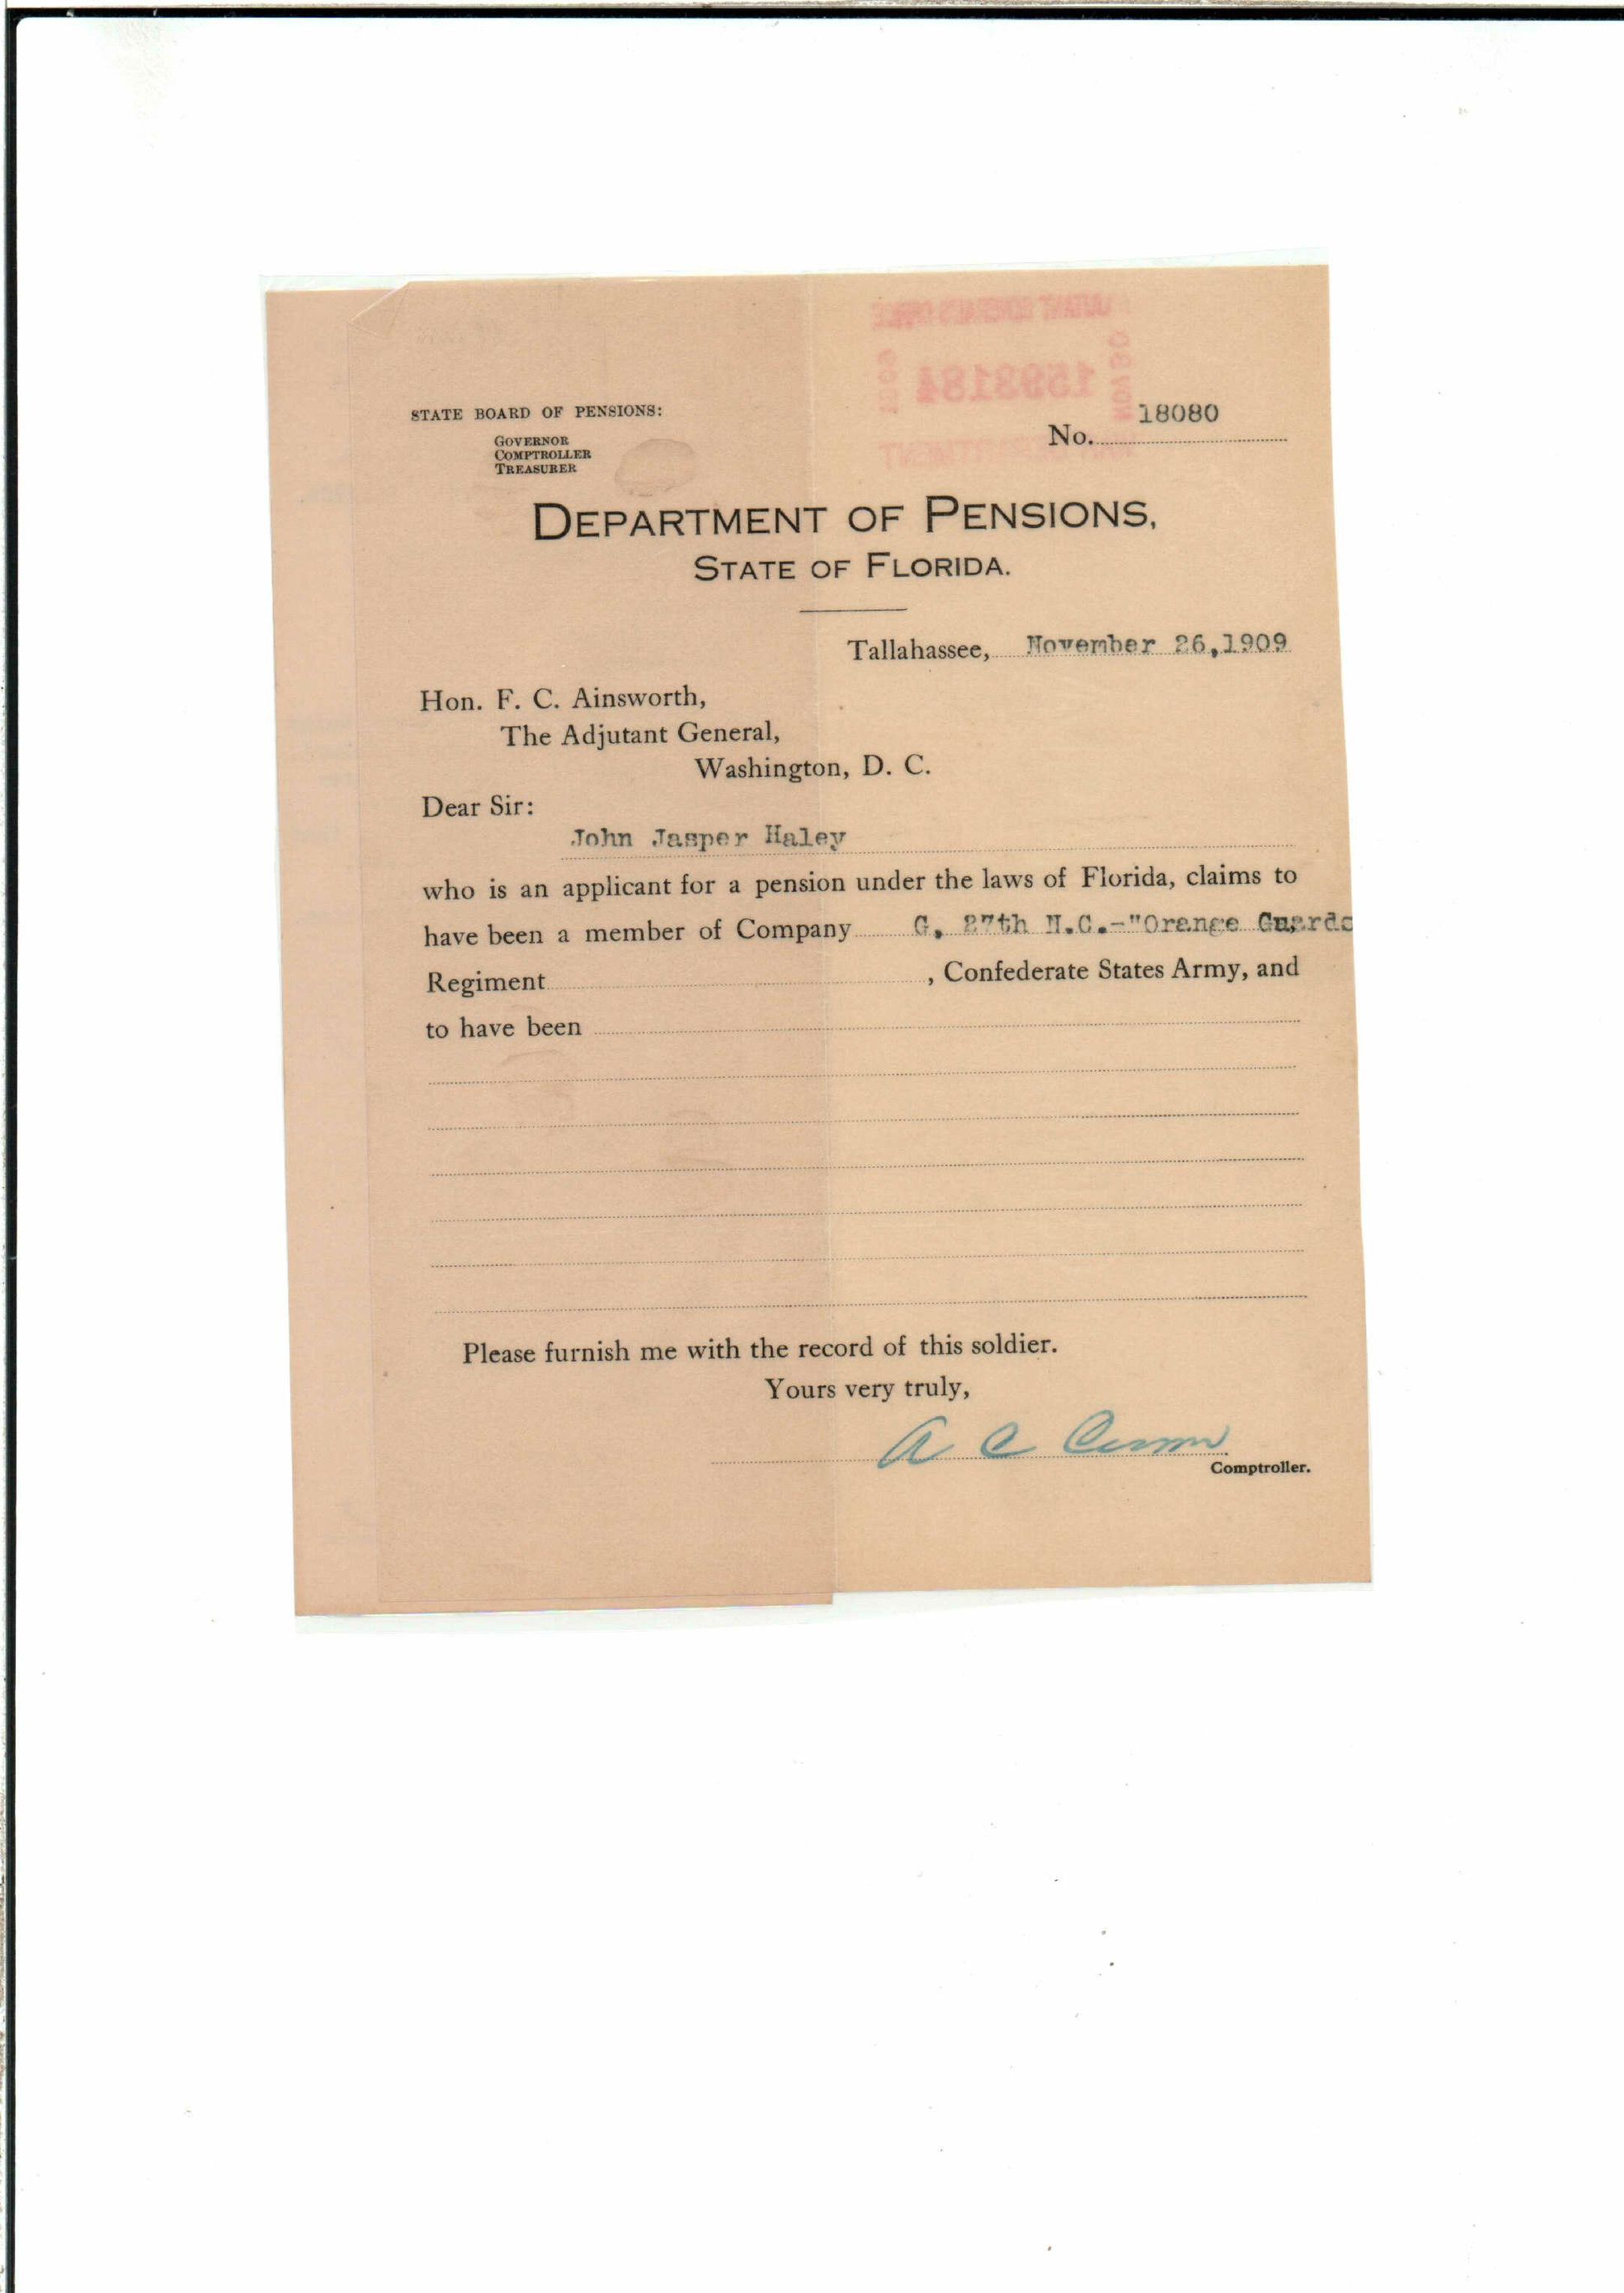 STATE BOARD OF PENSIONS:
GOVERNOR
COMPTROLLER
TREASURER
1598184
18080
No.
DEPARTMENT OF PENSIONS,
STATE OF FLORIDA.
Tallahassee, November 26,1909
Hon. F. C. Ainsworth,
The Adjutant General,
Washington, D. C.
Dear Sir:
John Jasper Haley
who is an applicant for a pension under the laws of Florida, claims to
have been a member of Company G, 27th N.C.-"Orange Guards
Regiment , Confederate States Army, and
to have been
Please furnish me with the record of this soldier.
Yours very truly,
A C Croom
Comptroller.